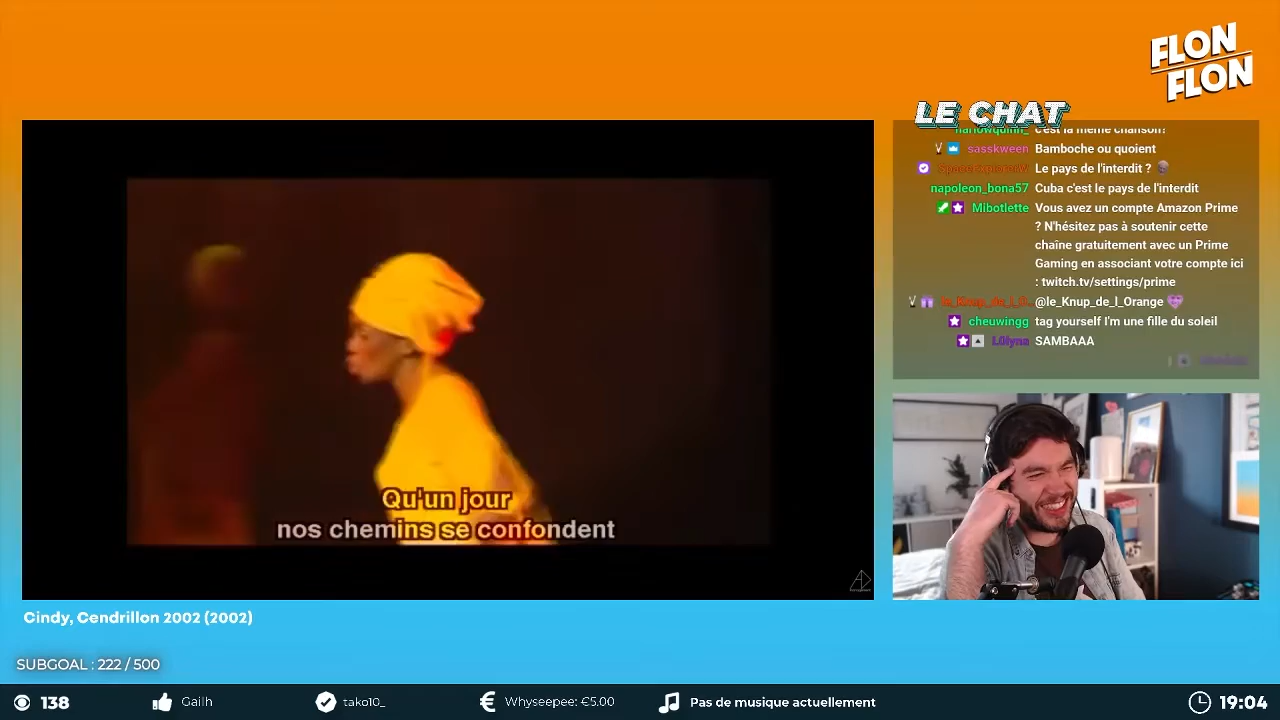 FLON
FLON
LE CHAT
harlowquinn_ c'est la même chanson!
sasskween Bamboche ou quoient
Le pays de l'interdit ?
napoleon_bona57 Cuba c'est le pays de l'interdit
Mibotlette Vous avez un compte Amazon Prime
? N'hésitez pas à soutenir cette
chaîne gratuitement avec un Prime
Gaming en associant votre compte ici
: twitch.tv/settings/prime
le_Knup_de_l_O... @le_Knup_de_l_Orange
cheuwingg tag yourself I'm une fille du soleil
SAMBAAA
Qu'un jour
nos chemins se confondent
Cindy, Cendrillon 2002 (2002)
SUBGOAL : 222 / 500
138
Gailh
tako10_
€ Whyseepee: €5.00
Pas de musique actuellement
19:04